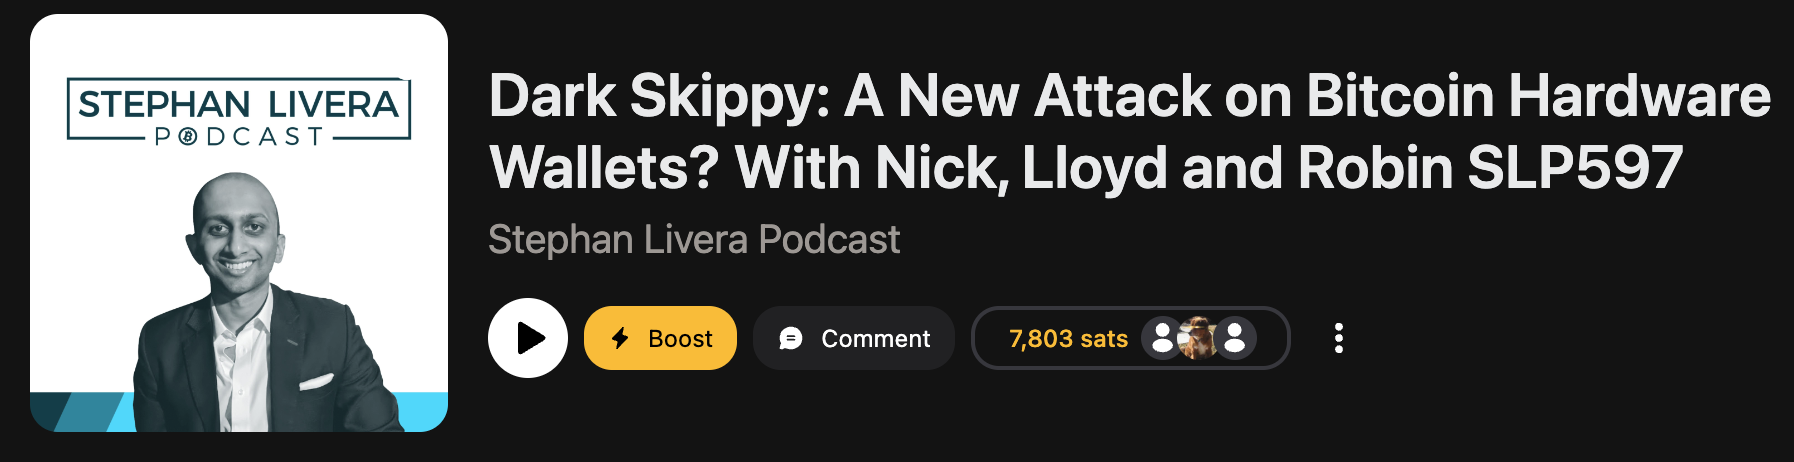 STEPHAN LIVERA
PODCAST
Dark Skippy: A New Attack on Bitcoin Hardware
Wallets? With Nick, Lloyd and Robin SLP597
Stephan Livera Podcast
Boost
Comment
7,803 sats